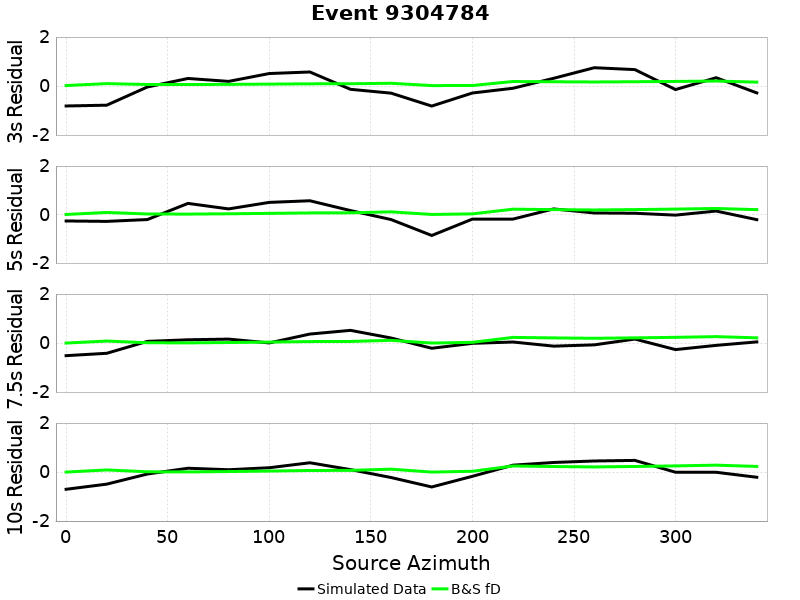 Event 9304784
3s Residual
2
0
-2
5s Residual
2
0
-2
7.5s Residual
2
0
-2
10s Residual
2
0
-2
0 50 100 150 200 250 300
Source Azimuth
Simulated Data B&S fD